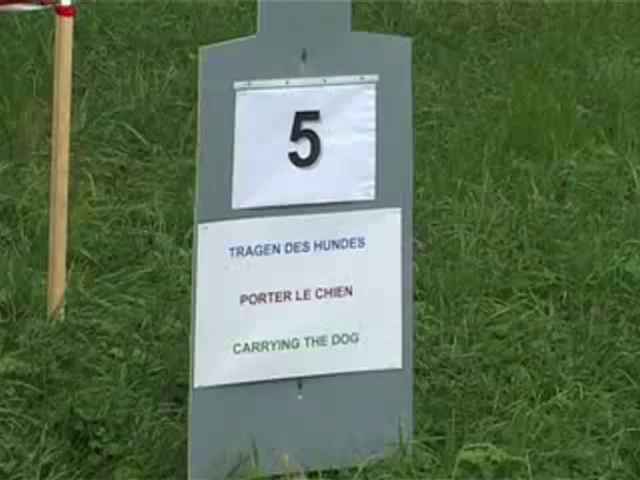 5
TRAGEN DES HUNDES
PORTER LE CHIEN
CARRYING THE DOG